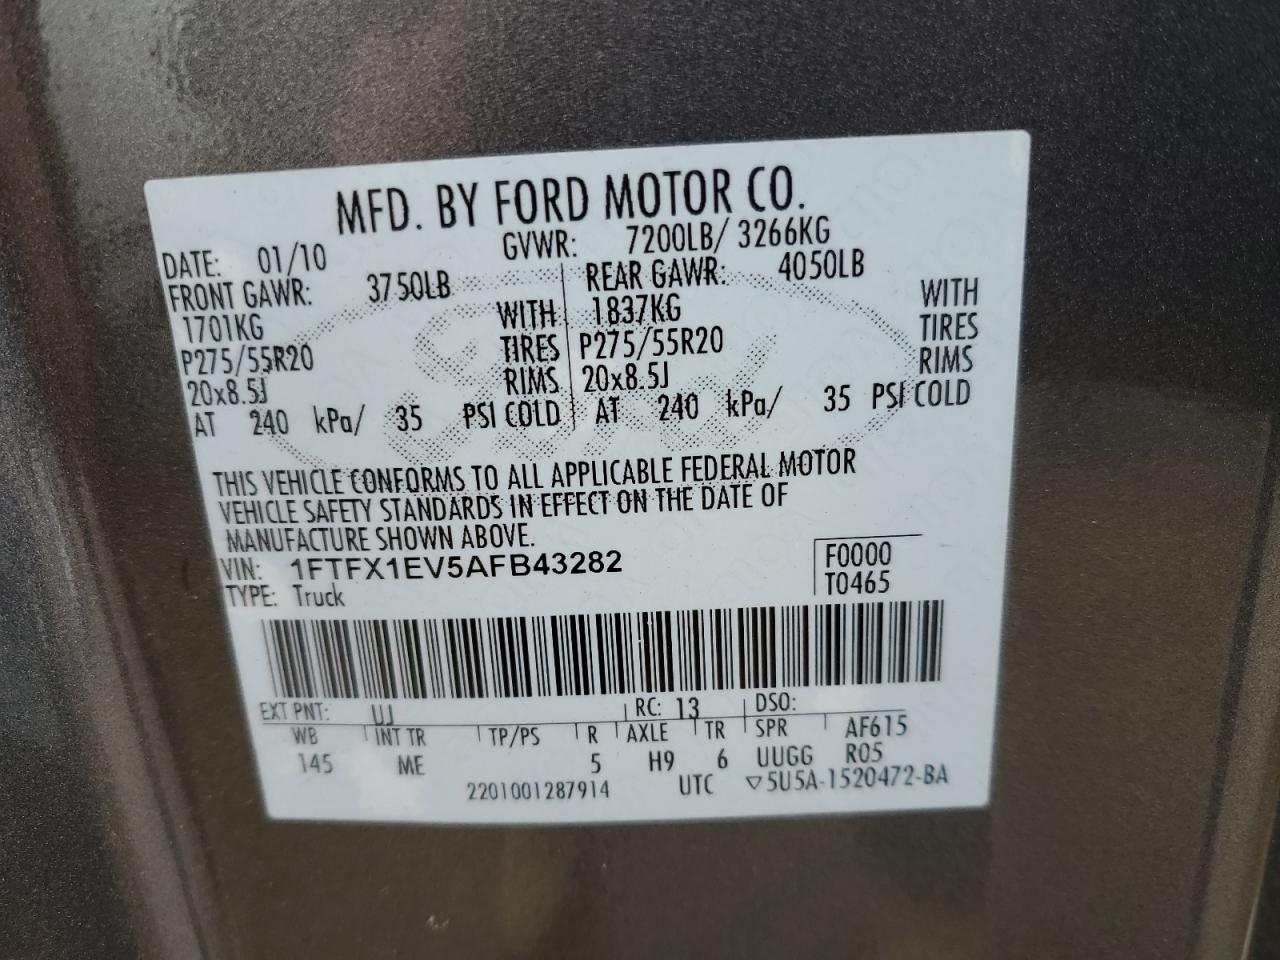 MFD. BY FORD MOTOR CO.
DATE: 01/10 GVWR: 7200LB/ 3266KG
FRONT GAWR: 3750LB REAR GAWR: 4050LB
1701KG WITH 1837KG WITH
P275/55R20 TIRES P275/55R20 TIRES
20x8.5J RIMS 20x8.5J RIMS
AT 240 kPa/ 35 PSI COLD AT 240 kPa/ 35 PSI COLD
THIS VEHICLE CONFORMS TO ALL APPLICABLE FEDERAL MOTOR
VEHICLE SAFETY STANDARDS IN EFFECT ON THE DATE OF
MANUFACTURE SHOWN ABOVE.
VIN: 1FTFX1EV5AFB43282 F0000
TYPE: Truck T0465
EXT PNT: UJ RC: 13 DSO:
WB INT TR TP/PS R AXLE TR SPR AF615
145 ME 5 H9 6 UUGG R05
2201001287914 UTC ▽5U5A-1520472-BA